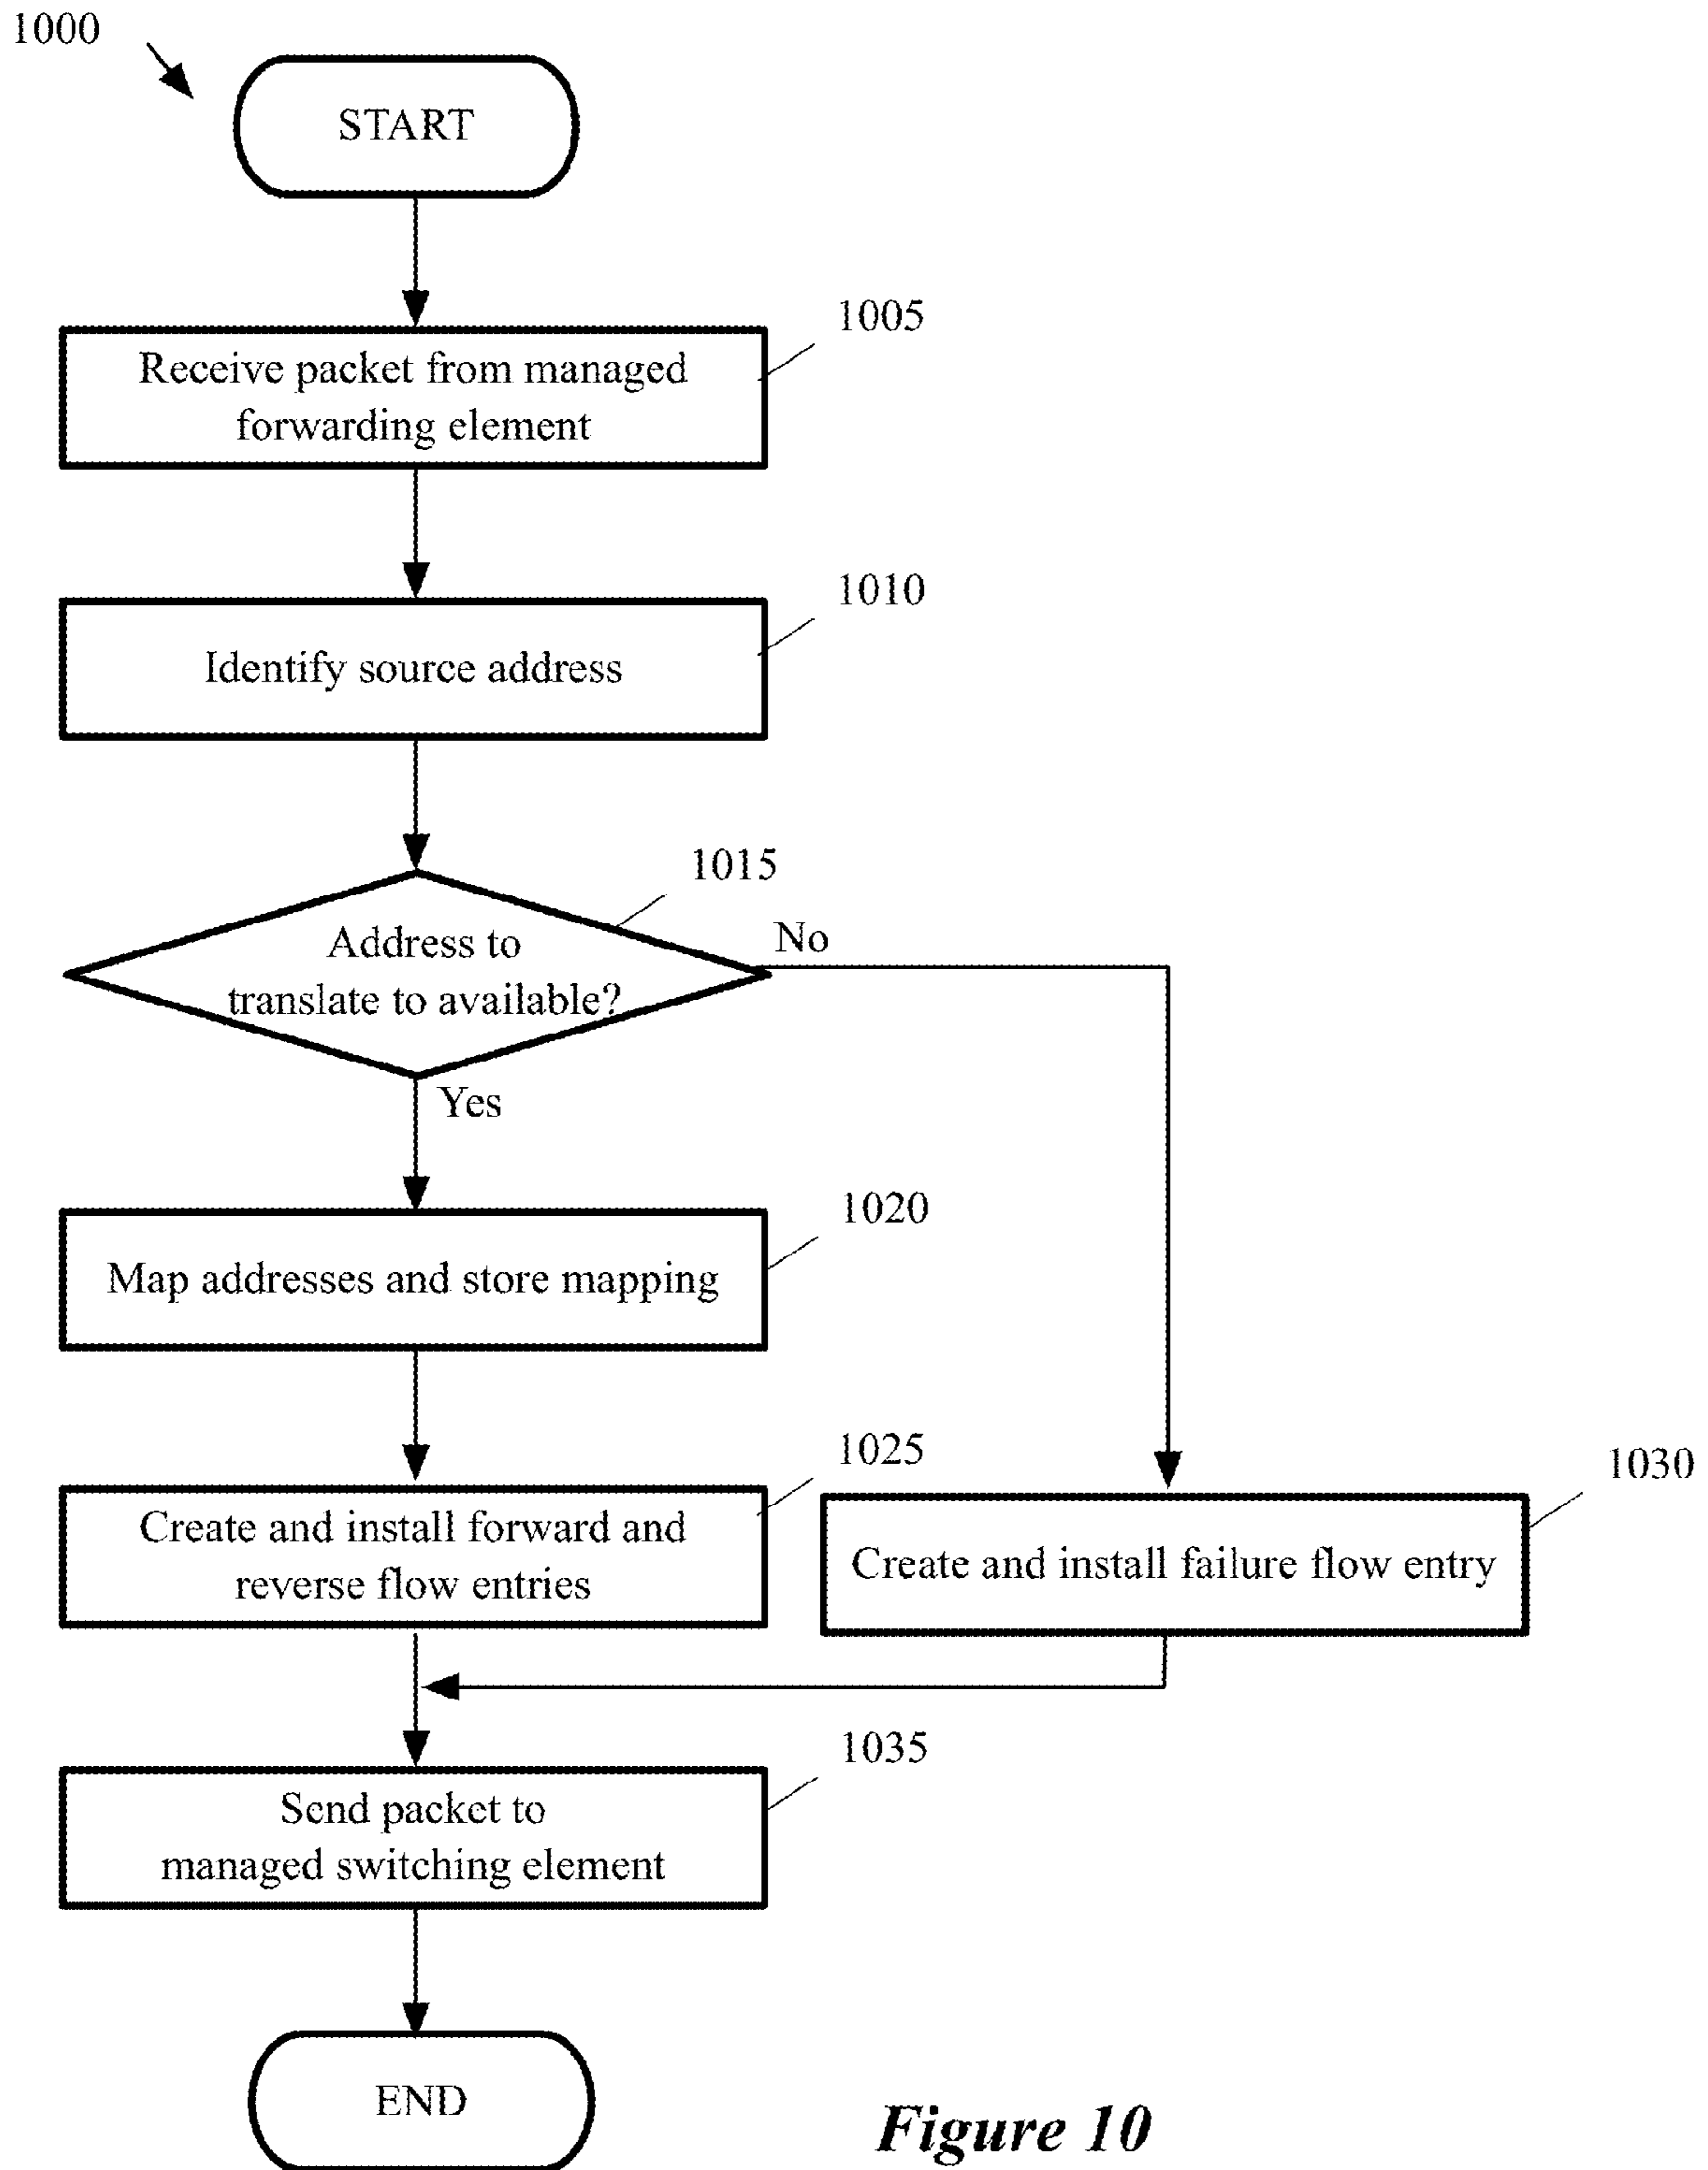 1000
START
1005
Receive packet from managed
forwarding element
1010
Identify source address
1015
Address to
translate to available?
No
Yes
1020
Map addresses and store mapping
1025
Create and install forward and
reverse flow entries
1030
Create and install failure flow entry
1035
Send packet to
managed switching element
END
Figure 10